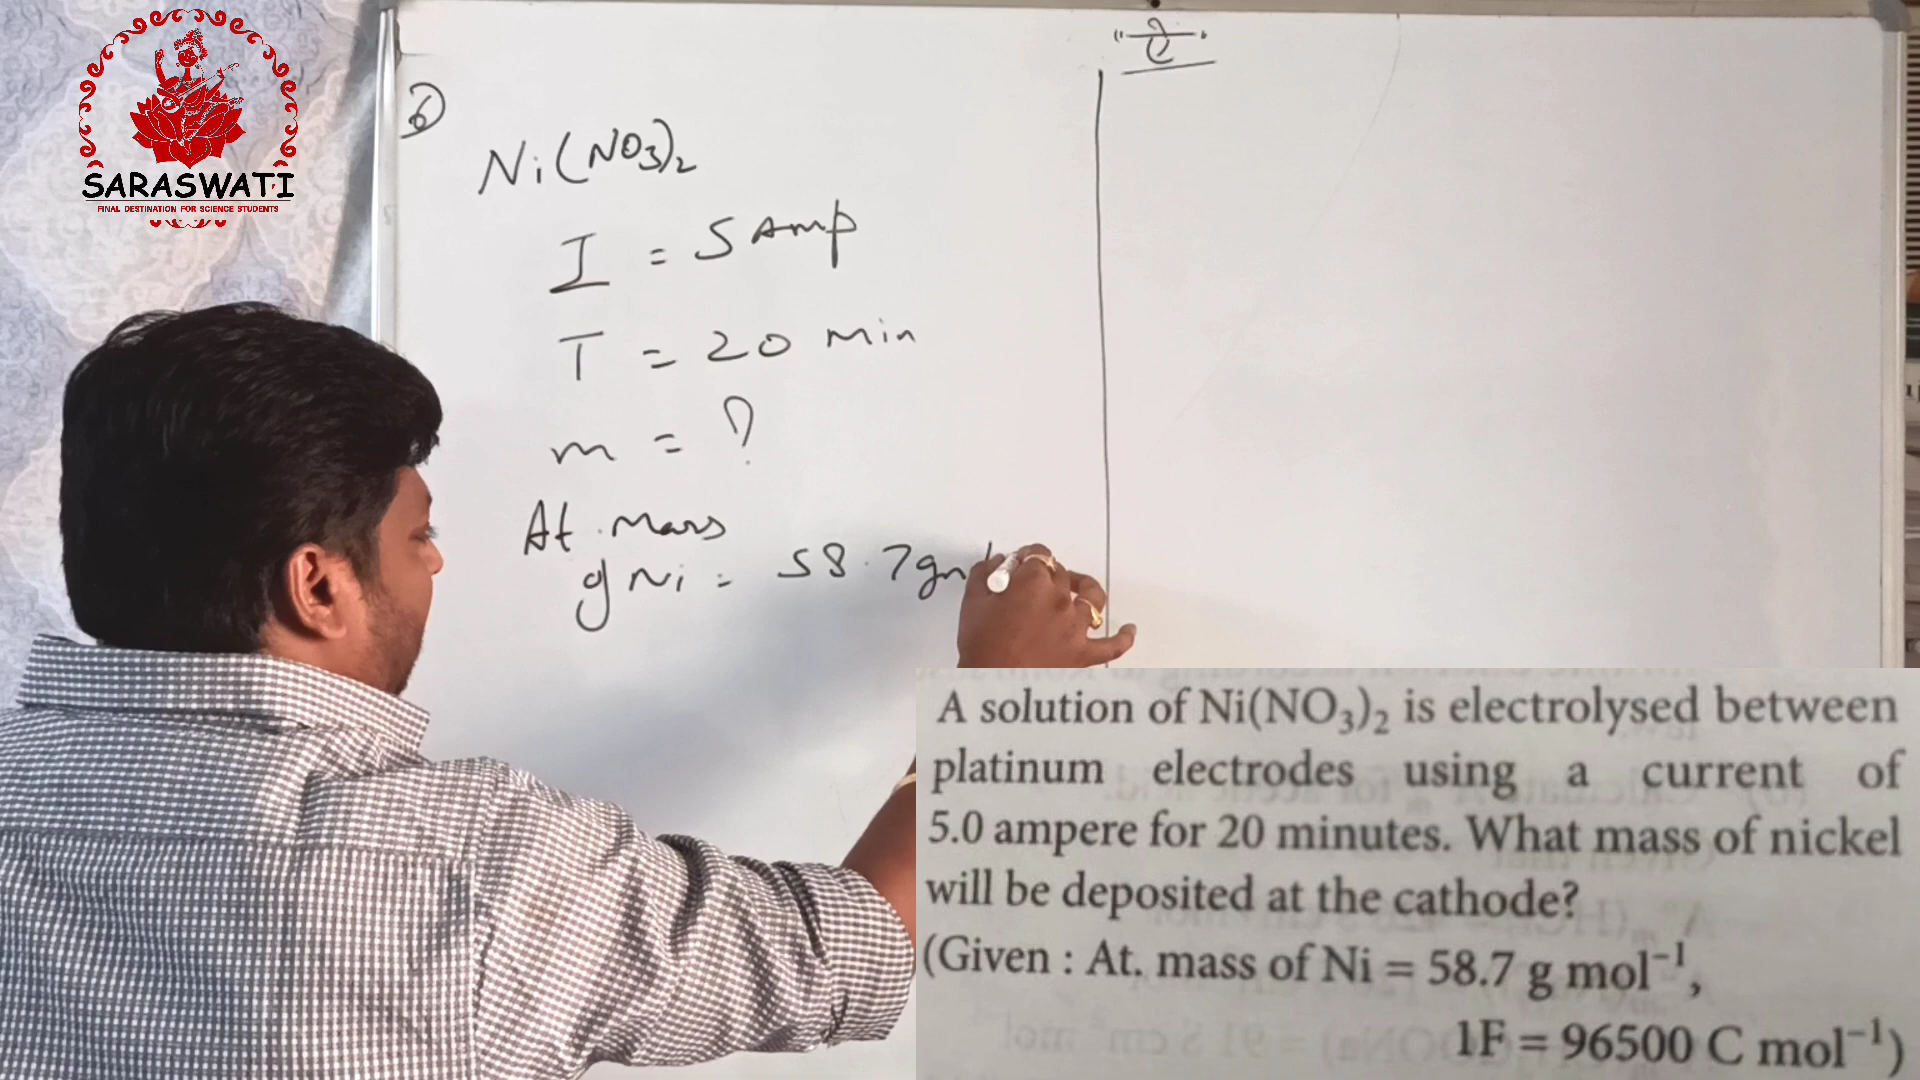 SARASWATI
FINAL DESTINATION FOR SCIENCE STUDENTS
6
Ni(NO3)2
I = 5 Amp
T = 20 min
m = ?
At. mass
of Ni = 58.7 gm
A solution of Ni(NO₃)₂ is electrolysed between
platinum electrodes using a current of
5.0 ampere for 20 minutes. What mass of nickel
will be deposited at the cathode?
(Given : At. mass of Ni = 58.7 g mol⁻¹,
1F = 96500 C mol⁻¹)